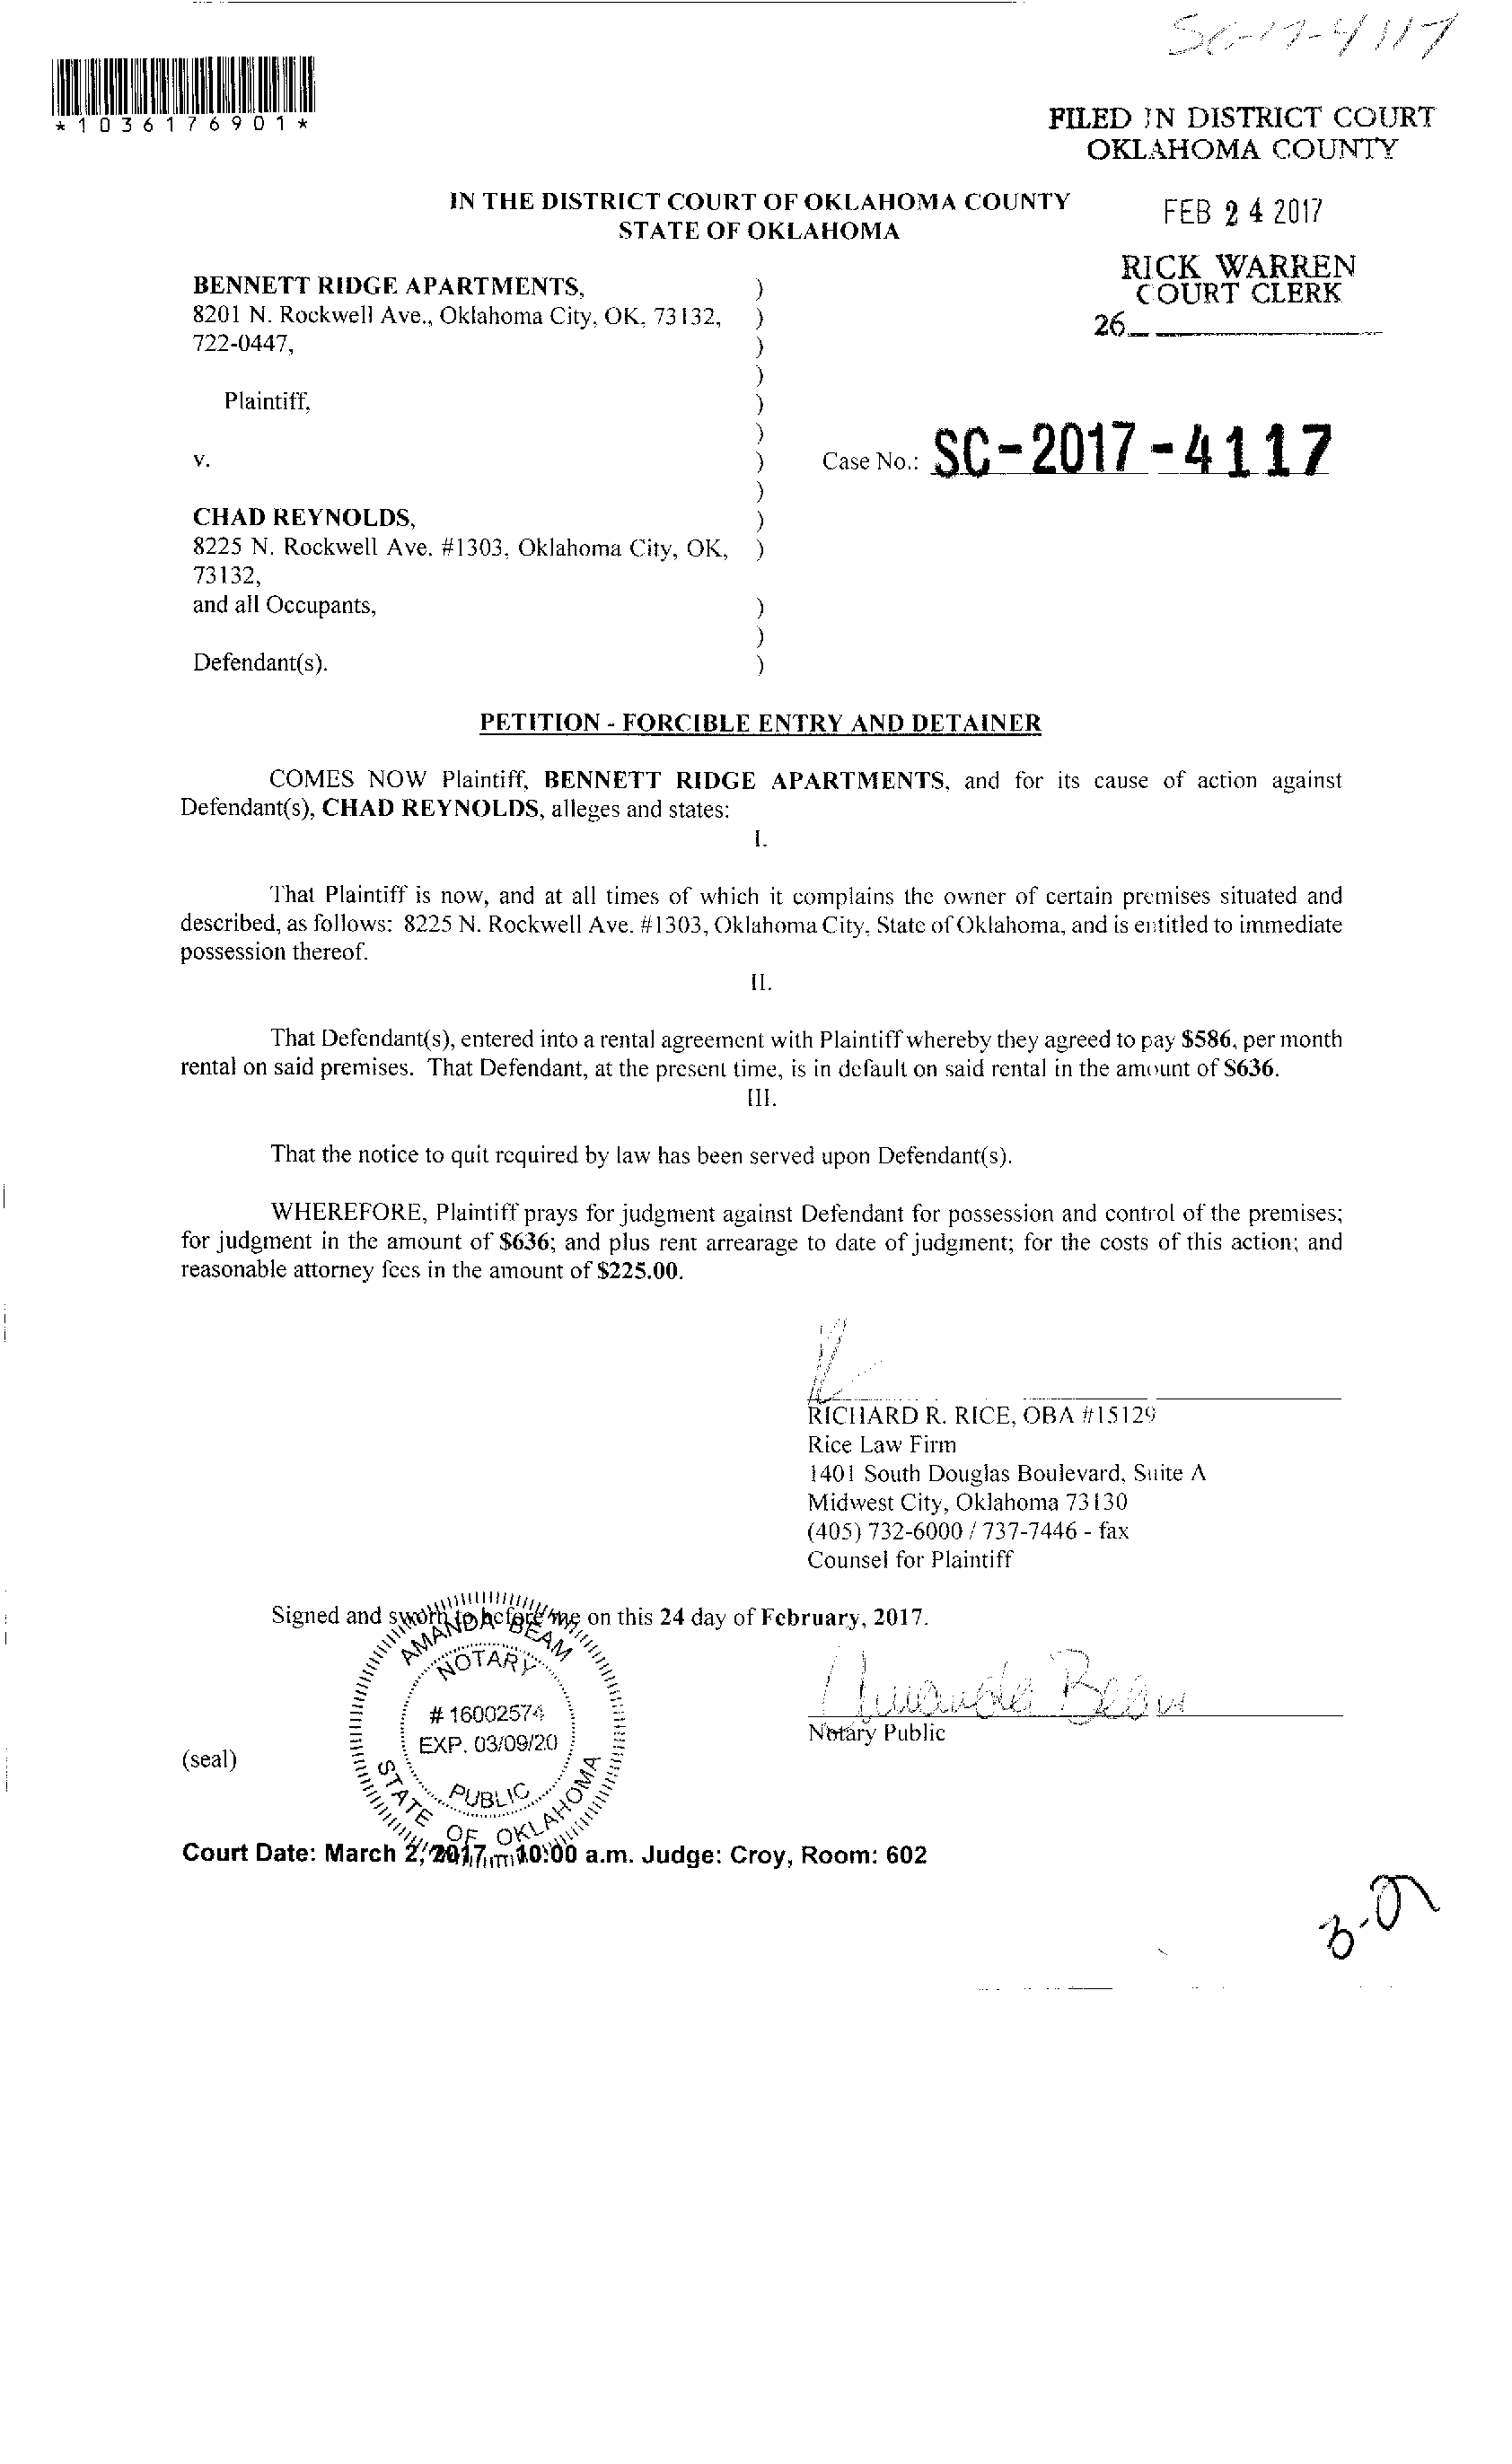 SC-17-4117
*1036176901*
FILED IN DISTRICT COURT
OKLAHOMA COUNTY
FEB 24 2017
RICK WARREN
COURT CLERK
26
IN THE DISTRICT COURT OF OKLAHOMA COUNTY
STATE OF OKLAHOMA
BENNETT RIDGE APARTMENTS, )
8201 N. Rockwell Ave., Oklahoma City, OK, 73132, )
722-0447, )
)
Plaintiff, )
)
v. ) Case No.: SC-2017-4117
)
CHAD REYNOLDS, )
8225 N. Rockwell Ave. #1303, Oklahoma City, OK, )
73132,
and all Occupants, )
)
Defendant(s). )
PETITION - FORCIBLE ENTRY AND DETAINER
COMES NOW Plaintiff, BENNETT RIDGE APARTMENTS, and for its cause of action against
Defendant(s), CHAD REYNOLDS, alleges and states:
I.
That Plaintiff is now, and at all times of which it complains the owner of certain premises situated and
described, as follows: 8225 N. Rockwell Ave. #1303, Oklahoma City, State of Oklahoma, and is entitled to immediate
possession thereof.
II.
That Defendant(s), entered into a rental agreement with Plaintiff whereby they agreed to pay $586, per month
rental on said premises. That Defendant, at the present time, is in default on said rental in the amount of $636.
III.
That the notice to quit required by law has been served upon Defendant(s).
WHEREFORE, Plaintiff prays for judgment against Defendant for possession and control of the premises;
for judgment in the amount of $636; and plus rent arrearage to date of judgment; for the costs of this action; and
reasonable attorney fees in the amount of $225.00.
RICHARD R. RICE, OBA #15129
Rice Law Firm
1401 South Douglas Boulevard, Suite A
Midwest City, Oklahoma 73130
(405) 732-6000 / 737-7446 - fax
Counsel for Plaintiff
Signed and sworn to before me on this 24 day of February, 2017.
AMANDA BEAM
NOTARY
# 16002574
EXP. 03/09/20
PUBLIC
STATE OF OKLAHOMA
Amanda Beam
Notary Public
(seal)
Court Date: March 2, 2017, 10:00 a.m. Judge: Croy, Room: 602